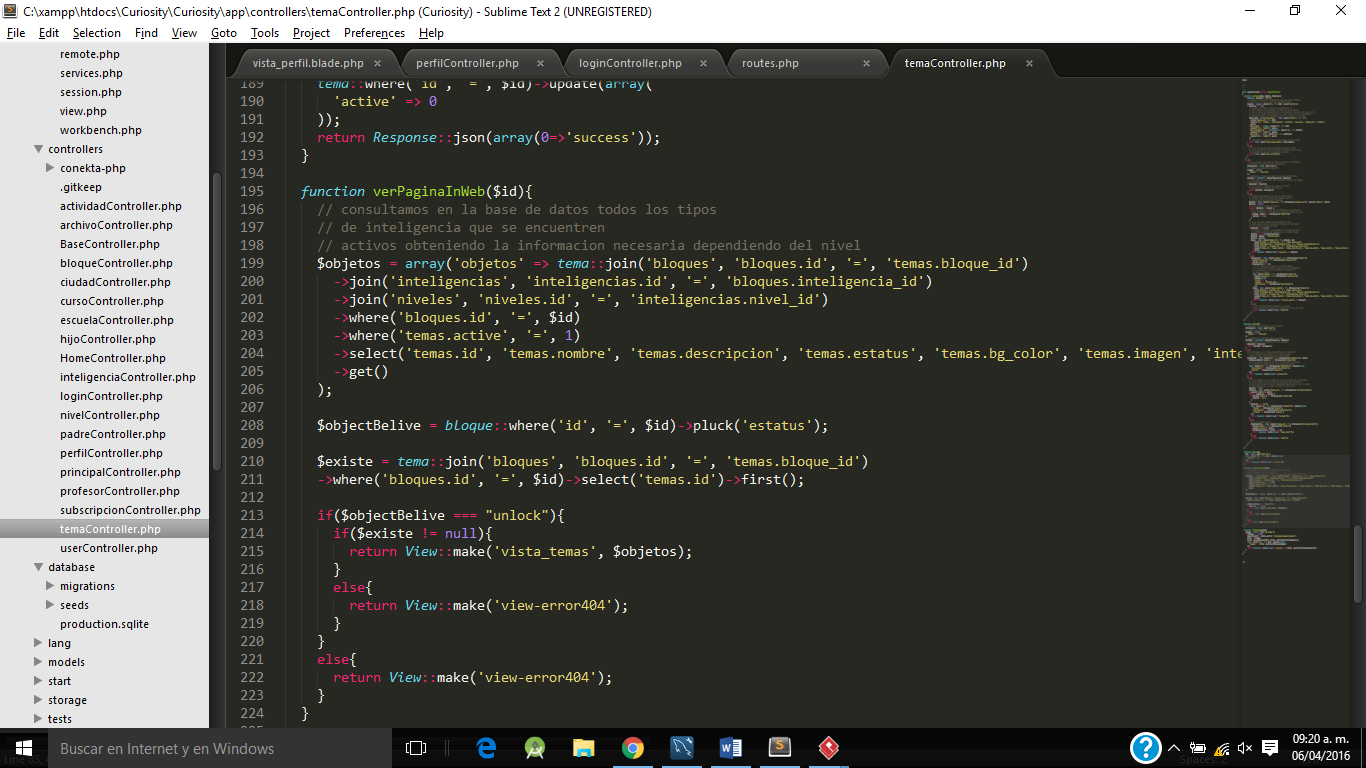 C:\xampp\htdocs\Curiosity\Curiosity\app\controllers\temaController.php (Curiosity) - Sublime Text 2 (UNREGISTERED)
File Edit Selection Find View Goto Tools Project Preferences Help
remote.php
services.php
session.php
view.php
workbench.php
controllers
conekta-php
.gitkeep
actividadController.php
archivoController.php
BaseController.php
bloqueController.php
ciudadController.php
cursoController.php
escuelaController.php
hijoController.php
HomeController.php
inteligenciaController.php
loginController.php
nivelController.php
padreController.php
perfilController.php
principalController.php
profesorController.php
subscripcionController.php
temaController.php
userController.php
database
migrations
seeds
production.sqlite
lang
models
start
storage
tests
vista_perfil.blade.php × perfilController.php × loginController.php × routes.php × temaController.php ×
189 tema::where('id', '=', $id)->update(array(
190 'active' => 0
191 ));
192 return Response::json(array(0=>'success'));
193 }
194
195 function verPaginaInWeb($id){
196 // consultamos en la base de datos todos los tipos
197 // de inteligencia que se encuentren
198 // activos obteniendo la informacion necesaria dependiendo del nivel
199 $objetos = array('objetos' => tema::join('bloques', 'bloques.id', '=', 'temas.bloque_id')
200 ->join('inteligencias', 'inteligencias.id', '=', 'bloques.inteligencia_id')
201 ->join('niveles', 'niveles.id', '=', 'inteligencias.nivel_id')
202 ->where('bloques.id', '=', $id)
203 ->where('temas.active', '=', 1)
204 ->select('temas.id', 'temas.nombre', 'temas.descripcion', 'temas.estatus', 'temas.bg_color', 'temas.imagen', 'inte
205 ->get()
206 );
207
208 $objectBelive = bloque::where('id', '=', $id)->pluck('estatus');
209
210 $existe = tema::join('bloques', 'bloques.id', '=', 'temas.bloque_id')
211 ->where('bloques.id', '=', $id)->select('temas.id')->first();
212
213 if($objectBelive === "unlock"){
214 if($existe != null){
215 return View::make('vista_temas', $objetos);
216 }
217 else{
218 return View::make('view-error404');
219 }
220 }
221 else{
222 return View::make('view-error404');
223 }
224 }
Buscar en Internet y en Windows
09:20 a. m.
06/04/2016